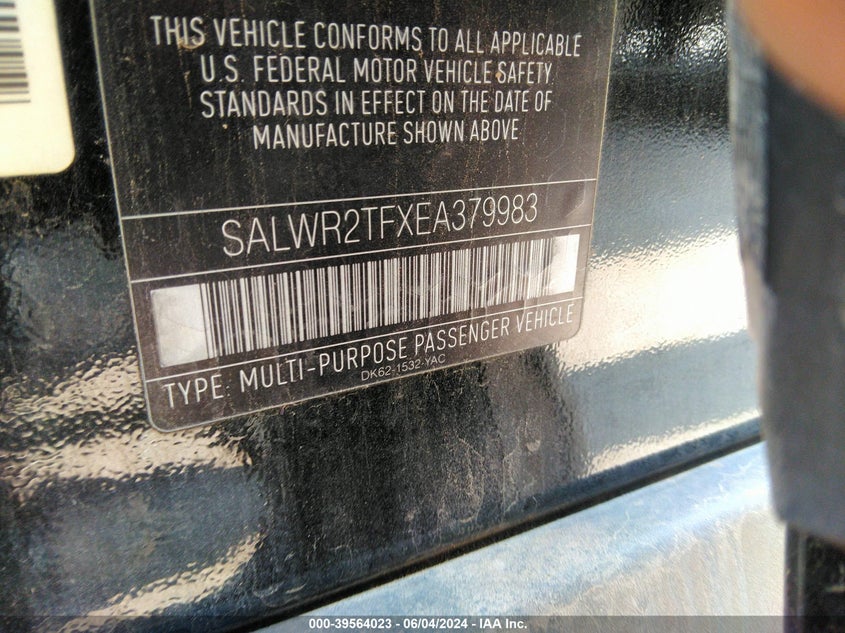 THIS VEHICLE CONFORMS TO ALL APPLICABLE
U.S. FEDERAL MOTOR VEHICLE SAFETY
STANDARDS IN EFFECT ON THE DATE OF
MANUFACTURE SHOWN ABOVE
SALWR2TFXEA379983
TYPE: MULTI-PURPOSE PASSENGER VEHICLE
DK62-1532-YAC
000-39564023 - 06/04/2024 - IAA Inc.